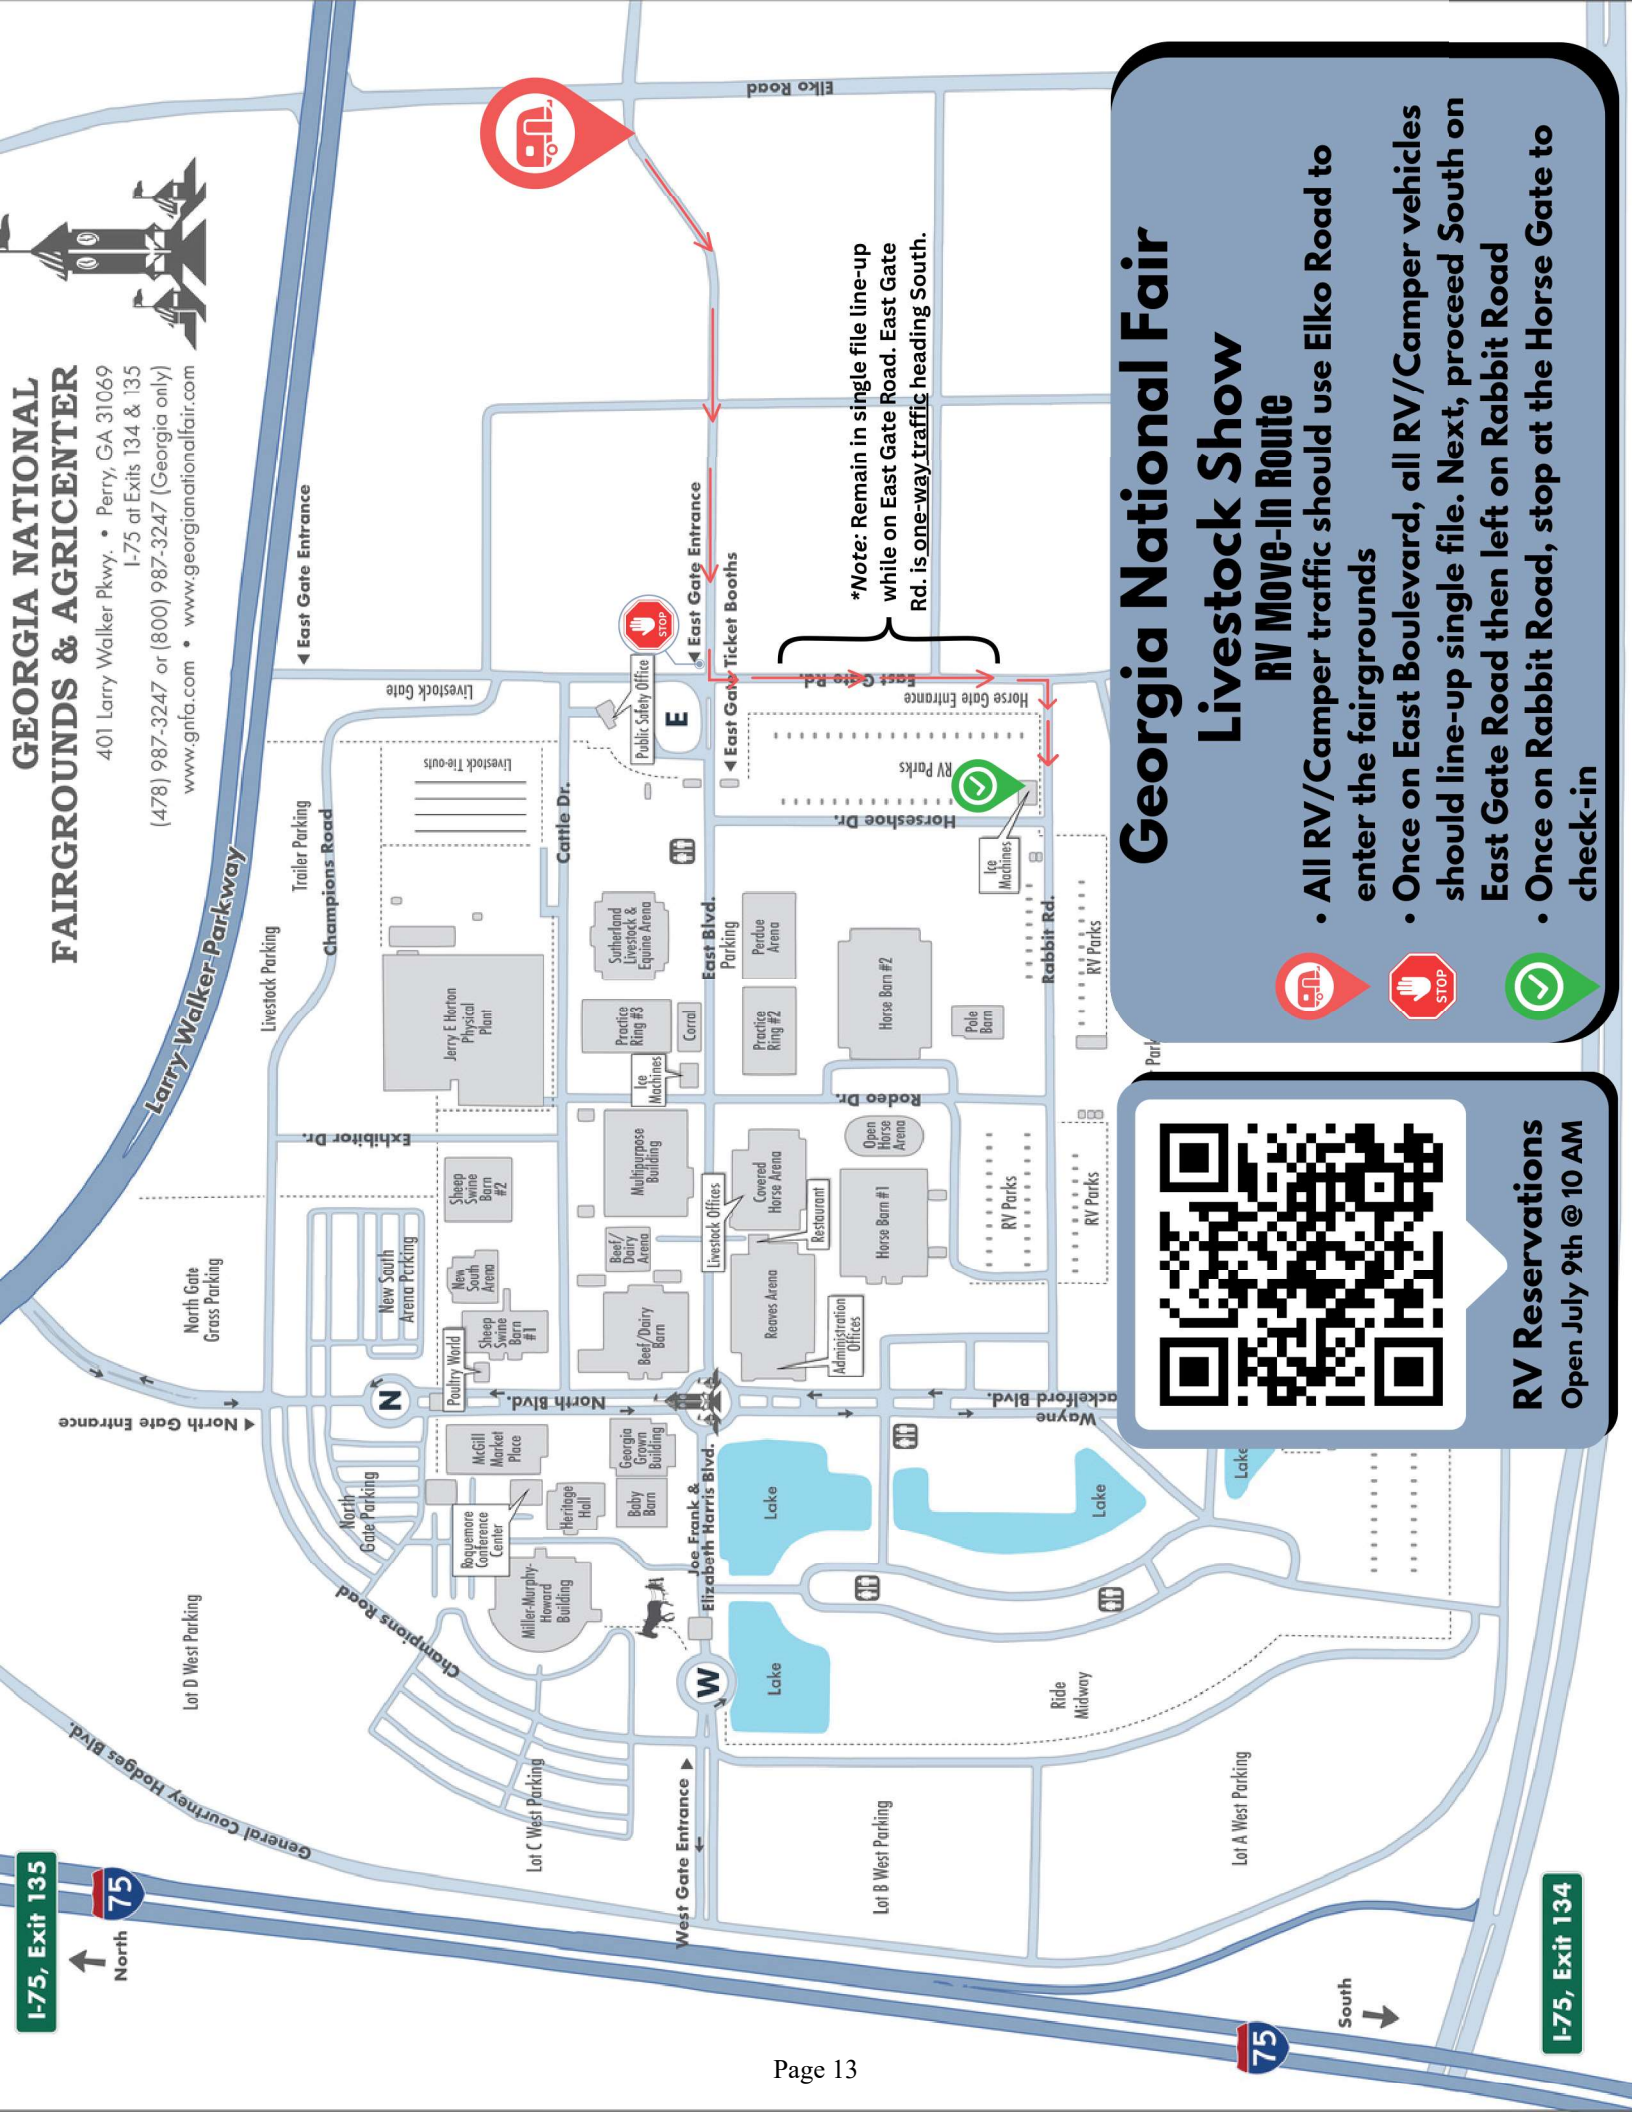 GEORGIA NATIONAL
FAIRGROUNDS & AGRICENTER
401 Larry Walker Pkwy. • Perry, GA 31069
I-75 at Exits 134 & 135
(478) 987-3247 or (800) 987-3247 (Georgia only)
www.gnfa.com • www.georgianationalfair.com
I-75, Exit 135
75
North
General Courtney Hodges Blvd.
Lot D West Parking
North Gate Entrance
North Gate
Grass Parking
Larry Walker Parkway
Livestock Parking
Trailer Parking
Champions Road
East Gate Entrance
Elko Road
Livestock Gate
Exhibitor Dr.
New South
Arena Parking
North
Gate Parking
Champions Road
N
Livestock Tie-outs
Jerry E Horton
Physical
Plant
Sheep
Swine
Barn
#2
New
South
Arena
Sheep
Swine
Barn
#1
Poultry World
McGill
Market
Place
Roquemore
Conference
Center
Heritage
Hall
Miller-Murphy-
Howard
Building
Lot C West Parking
North Blvd.
Cattle Dr.
Public Safety Office
STOP
East Gate Entrance
E
East Gate Ticket Booths
Sutherland
Livestock &
Equine Arena
Practice
Ring #3
Corral
Ice
Machines
Multipurpose
Building
Beef/
Dairy
Arena
Beef/Dairy
Barn
Georgia
Grown
Building
Baby
Barn
Joe Frank &
Elizabeth Harris Blvd.
W
West Gate Entrance
East Blvd.
Parking
Perdue
Arena
Practice
Ring #2
Livestock Offices
Covered
Horse Arena
Restaurant
Reaves Arena
Administration
Offices
Lake
Lake
Lake
Lake
East Gate Rd.
Horse Gate Entrance
RV Parks
Horseshoe Dr.
Ice
Machines
Horse Barn #2
Pole
Barn
Rodeo Dr.
Open
Horse
Arena
Horse Barn #1
RV Parks
RV Parks
RV Parks
Rabbit Rd.
Wayne
ackelford Blvd.
Park
Ride
Midway
Lot B West Parking
Lot A West Parking
*Note: Remain in single file line-up
while on East Gate Road. East Gate
Rd. is one-way traffic heading South.
South
75
I-75, Exit 134
Georgia National Fair
Livestock Show
RV Move-In Route
• All RV/Camper traffic should use Elko Road to
enter the fairgrounds
• Once on East Boulevard, all RV/Camper vehicles
should line-up single file. Next, proceed South on
East Gate Road then left on Rabbit Road
• Once on Rabbit Road, stop at the Horse Gate to
check-in
STOP
RV Reservations
Open July 9th @ 10 AM
Page 13